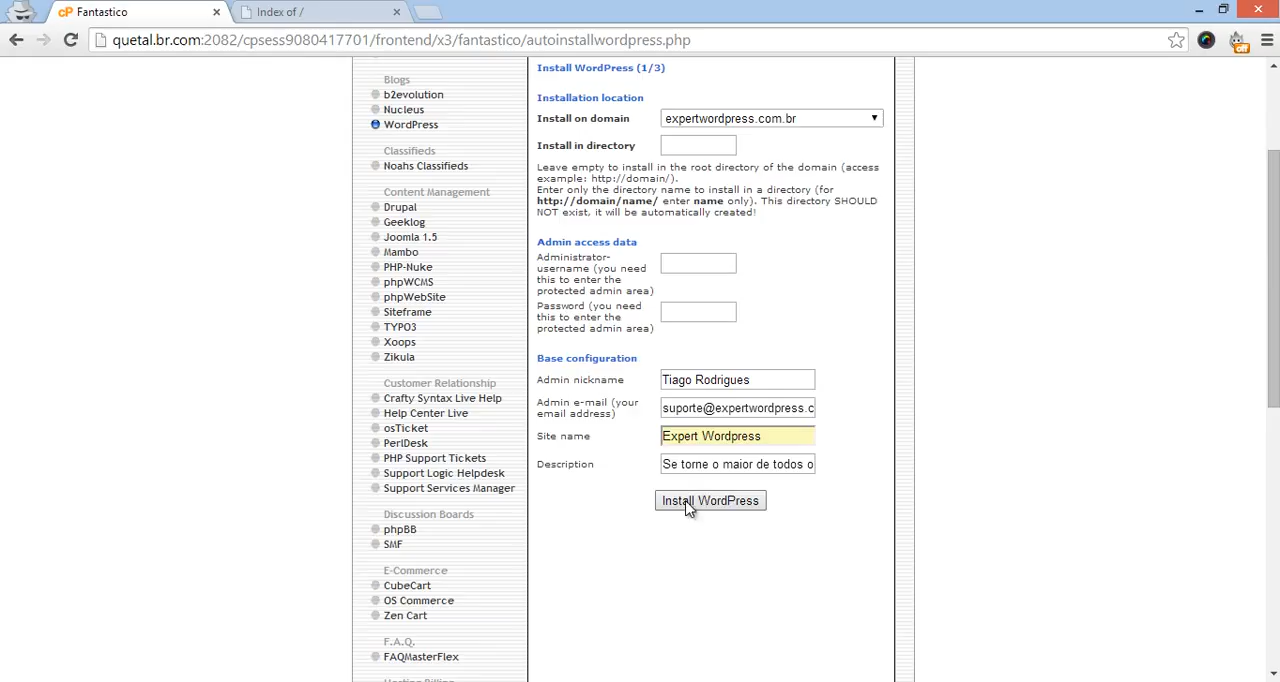 Fantastico
Index of /
quetal.br.com:2082/cpsess9080417701/frontend/x3/fantastico/autoinstallwordpress.php
off
Blogs
b2evolution
Nucleus
WordPress
Classifieds
Noahs Classifieds
Content Management
Drupal
Geeklog
Joomla 1.5
Mambo
PHP-Nuke
phpWCMS
phpWebSite
Siteframe
TYPO3
Xoops
Zikula
Customer Relationship
Crafty Syntax Live Help
Help Center Live
osTicket
PerlDesk
PHP Support Tickets
Support Logic Helpdesk
Support Services Manager
Discussion Boards
phpBB
SMF
E-Commerce
CubeCart
OS Commerce
Zen Cart
F.A.Q.
FAQMasterFlex
Install WordPress (1/3)
Installation location
Install on domain expertwordpress.com.br
Install in directory
Leave empty to install in the root directory of the domain (access
example: http://domain/).
Enter only the directory name to install in a directory (for
http://domain/name/ enter name only). This directory SHOULD
NOT exist, it will be automatically created!
Admin access data
Administrator-
username (you need
this to enter the
protected admin area)
Password (you need
this to enter the
protected admin area)
Base configuration
Admin nickname Tiago Rodrigues
Admin e-mail (your
email address) suporte@expertwordpress.c
Site name Expert Wordpress
Description Se torne o maior de todos o
Install WordPress